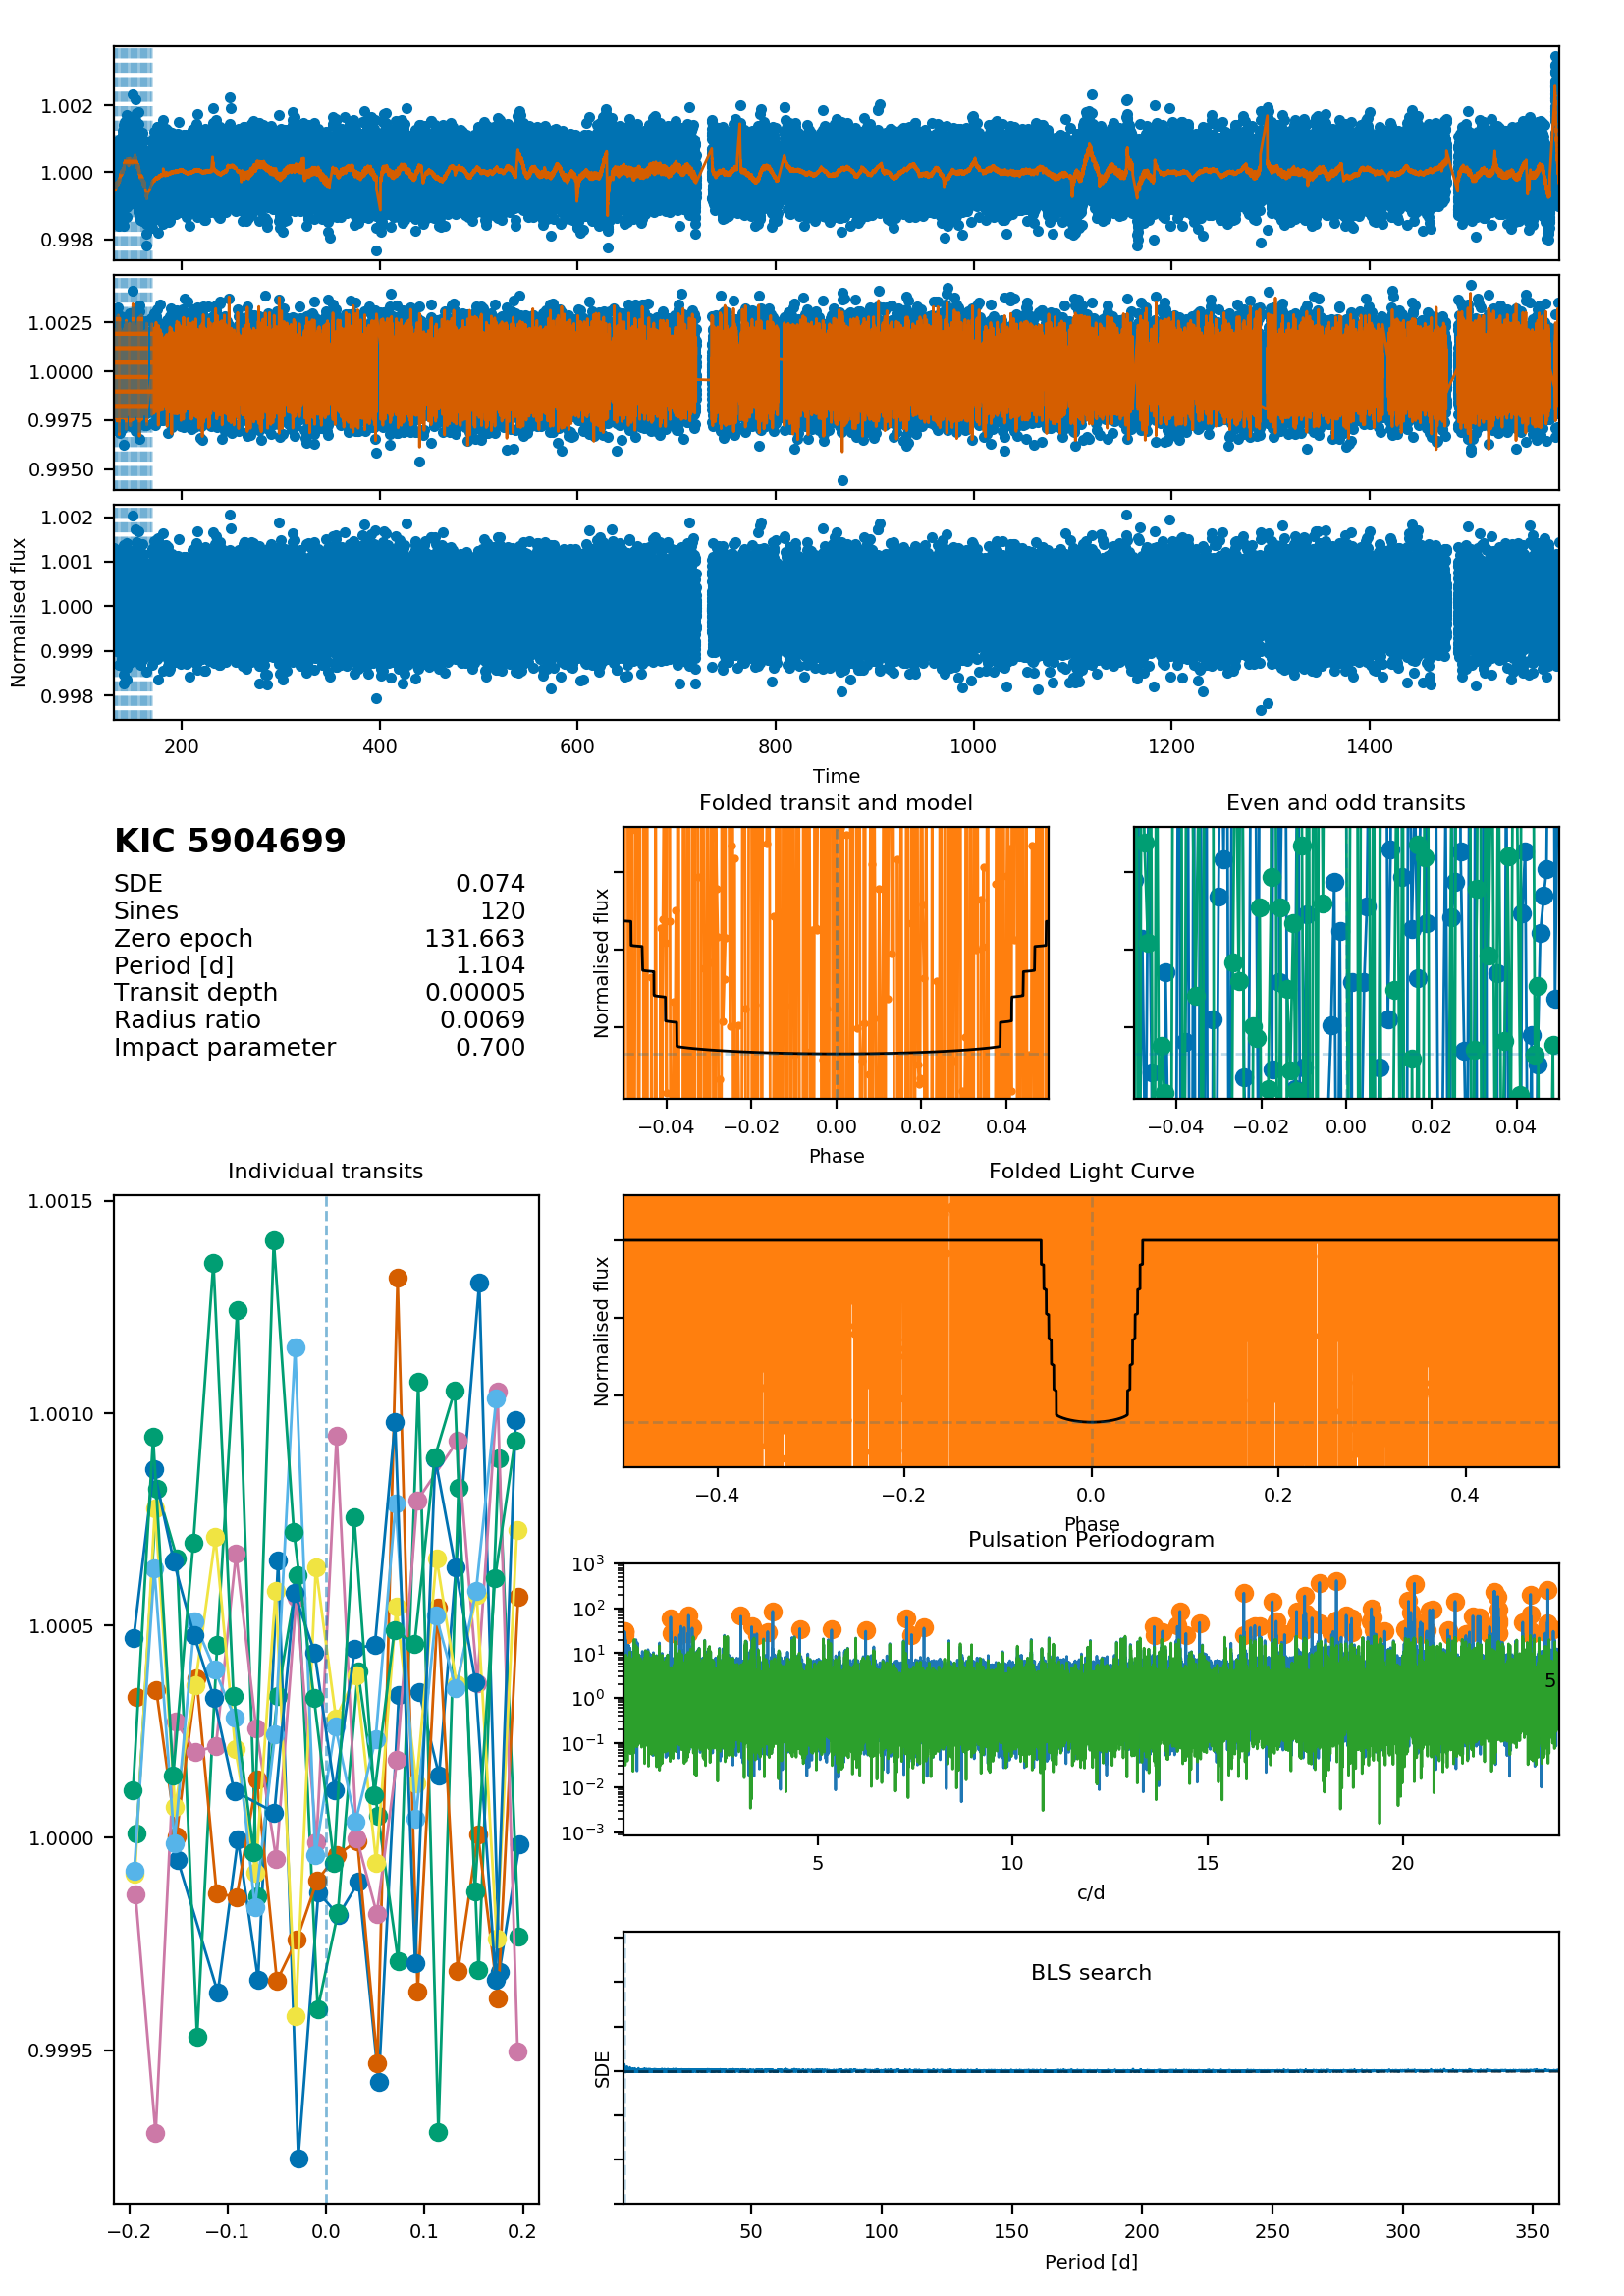 1.002
1.000
0.998
1.0025
1.0000
0.9975
0.9950
1.002
1.001
1.000
0.999
0.998
Normalised flux
200 400 600 800 1000 1200 1400
Time
KIC 5904699
SDE 0.074
Sines 120
Zero epoch 131.663
Period [d] 1.104
Transit depth 0.00005
Radius ratio 0.0069
Impact parameter 0.700
Folded transit and model
Normalised flux
−0.04 −0.02 0.00 0.02 0.04
Phase
Even and odd transits
−0.04 −0.02 0.00 0.02 0.04
Individual transits
1.0015
1.0010
1.0005
1.0000
0.9995
−0.2 −0.1 0.0 0.1 0.2
Folded Light Curve
Normalised flux
−0.4 −0.2 0.0 0.2 0.4
Phase
Pulsation Periodogram
10³
10²
10¹
10⁰
10⁻¹
10⁻²
10⁻³
5
5 10 15 20
c/d
BLS search
SDE
50 100 150 200 250 300 350
Period [d]